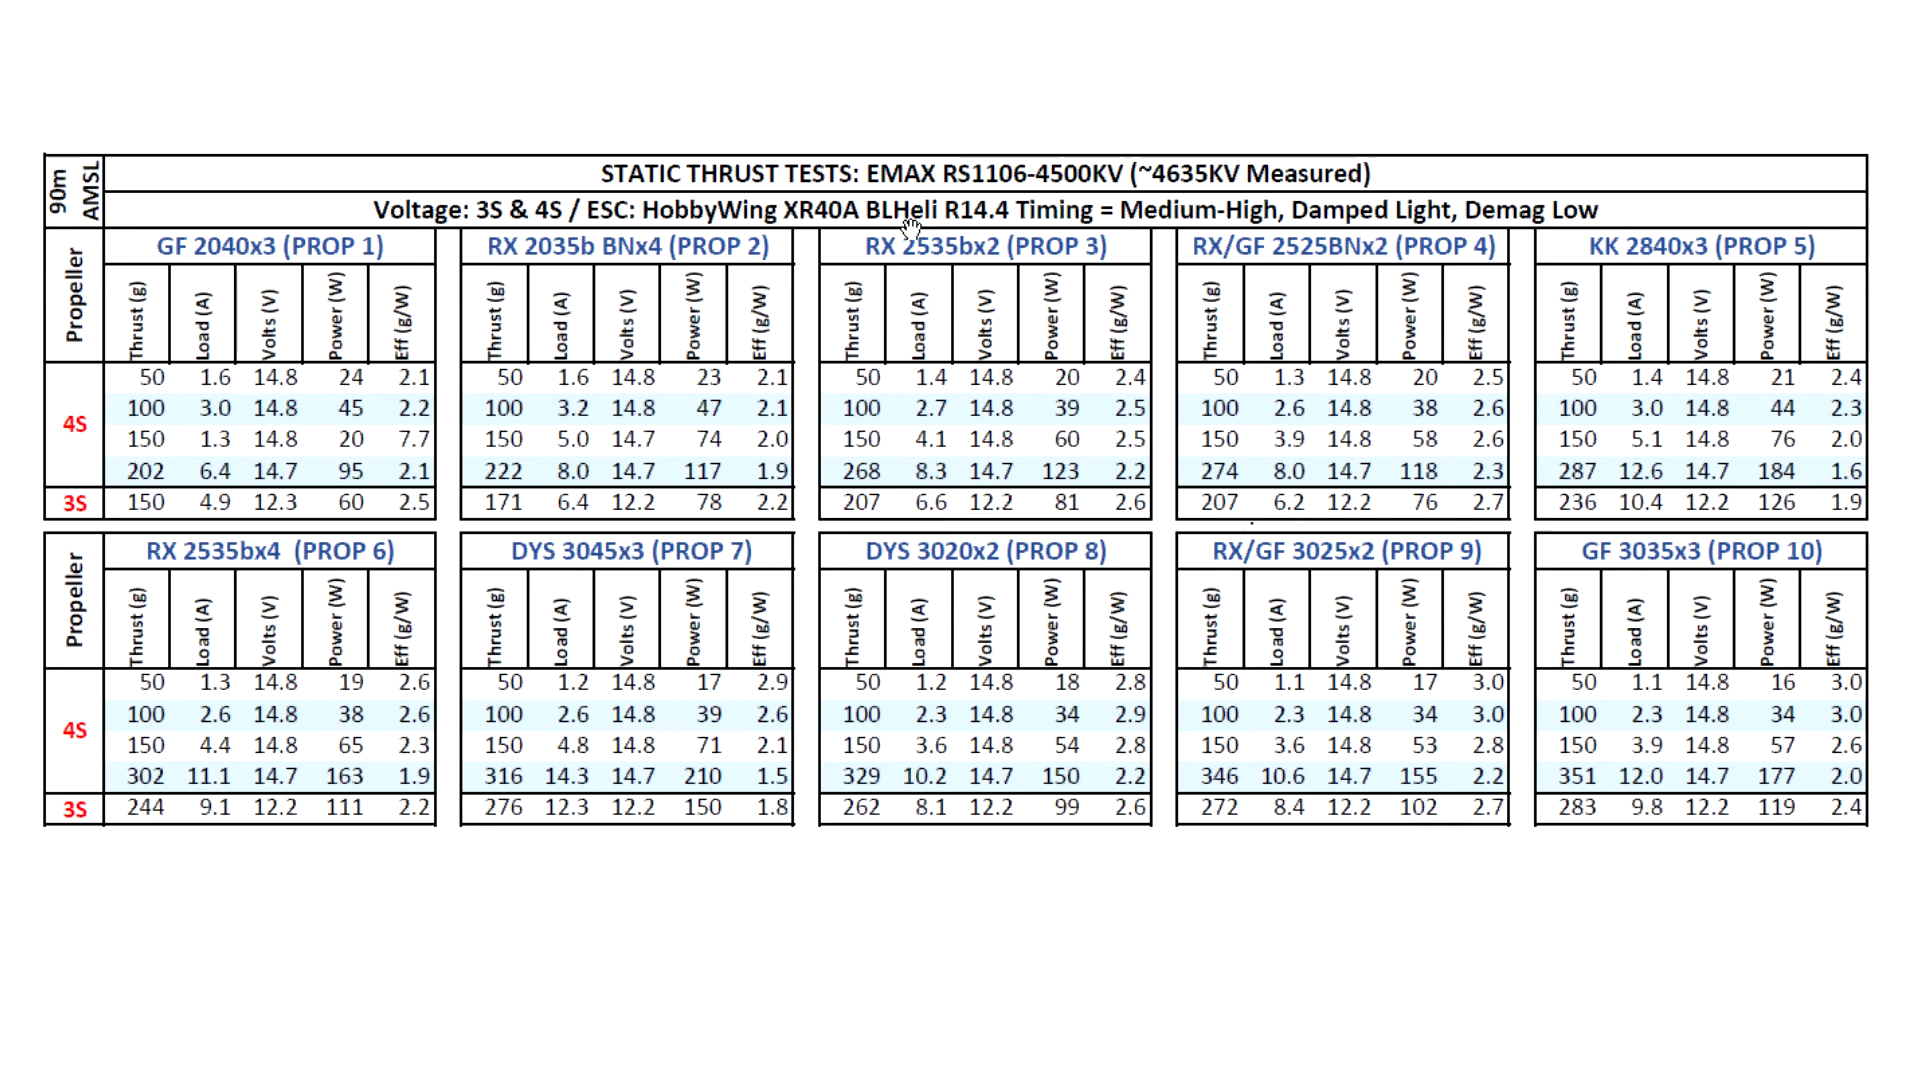 90m AMSL
STATIC THRUST TESTS: EMAX RS1106-4500KV (~4635KV Measured)
Voltage: 3S & 4S / ESC: HobbyWing XR40A BLHeli R14.4 Timing = Medium-High, Damped Light, Demag Low
Propeller GF 2040x3 (PROP 1) RX 2035b BNx4 (PROP 2) RX 2535bx2 (PROP 3) RX/GF 2525BNx2 (PROP 4) KK 2840x3 (PROP 5)
Thrust (g) Load (A) Volts (V) Power (W) Eff (g/W) Thrust (g) Load (A) Volts (V) Power (W) Eff (g/W) Thrust (g) Load (A) Volts (V) Power (W) Eff (g/W) Thrust (g) Load (A) Volts (V) Power (W) Eff (g/W) Thrust (g) Load (A) Volts (V) Power (W) Eff (g/W)
4S
50 1.6 14.8 24 2.1 50 1.6 14.8 23 2.1 50 1.4 14.8 20 2.4 50 1.3 14.8 20 2.5 50 1.4 14.8 21 2.4
100 3.0 14.8 45 2.2 100 3.2 14.8 47 2.1 100 2.7 14.8 39 2.5 100 2.6 14.8 38 2.6 100 3.0 14.8 44 2.3
150 1.3 14.8 20 7.7 150 5.0 14.7 74 2.0 150 4.1 14.8 60 2.5 150 3.9 14.8 58 2.6 150 5.1 14.8 76 2.0
202 6.4 14.7 95 2.1 222 8.0 14.7 117 1.9 268 8.3 14.7 123 2.2 274 8.0 14.7 118 2.3 287 12.6 14.7 184 1.6
3S 150 4.9 12.3 60 2.5 171 6.4 12.2 78 2.2 207 6.6 12.2 81 2.6 207 6.2 12.2 76 2.7 236 10.4 12.2 126 1.9
Propeller RX 2535bx4 (PROP 6) DYS 3045x3 (PROP 7) DYS 3020x2 (PROP 8) RX/GF 3025x2 (PROP 9) GF 3035x3 (PROP 10)
Thrust (g) Load (A) Volts (V) Power (W) Eff (g/W) Thrust (g) Load (A) Volts (V) Power (W) Eff (g/W) Thrust (g) Load (A) Volts (V) Power (W) Eff (g/W) Thrust (g) Load (A) Volts (V) Power (W) Eff (g/W) Thrust (g) Load (A) Volts (V) Power (W) Eff (g/W)
4S
50 1.3 14.8 19 2.6 50 1.2 14.8 17 2.9 50 1.2 14.8 18 2.8 50 1.1 14.8 17 3.0 50 1.1 14.8 16 3.0
100 2.6 14.8 38 2.6 100 2.6 14.8 39 2.6 100 2.3 14.8 34 2.9 100 2.3 14.8 34 3.0 100 2.3 14.8 34 3.0
150 4.4 14.8 65 2.3 150 4.8 14.8 71 2.1 150 3.6 14.8 54 2.8 150 3.6 14.8 53 2.8 150 3.9 14.8 57 2.6
302 11.1 14.7 163 1.9 316 14.3 14.7 210 1.5 329 10.2 14.7 150 2.2 346 10.6 14.7 155 2.2 351 12.0 14.7 177 2.0
3S 244 9.1 12.2 111 2.2 276 12.3 12.2 150 1.8 262 8.1 12.2 99 2.6 272 8.4 12.2 102 2.7 283 9.8 12.2 119 2.4